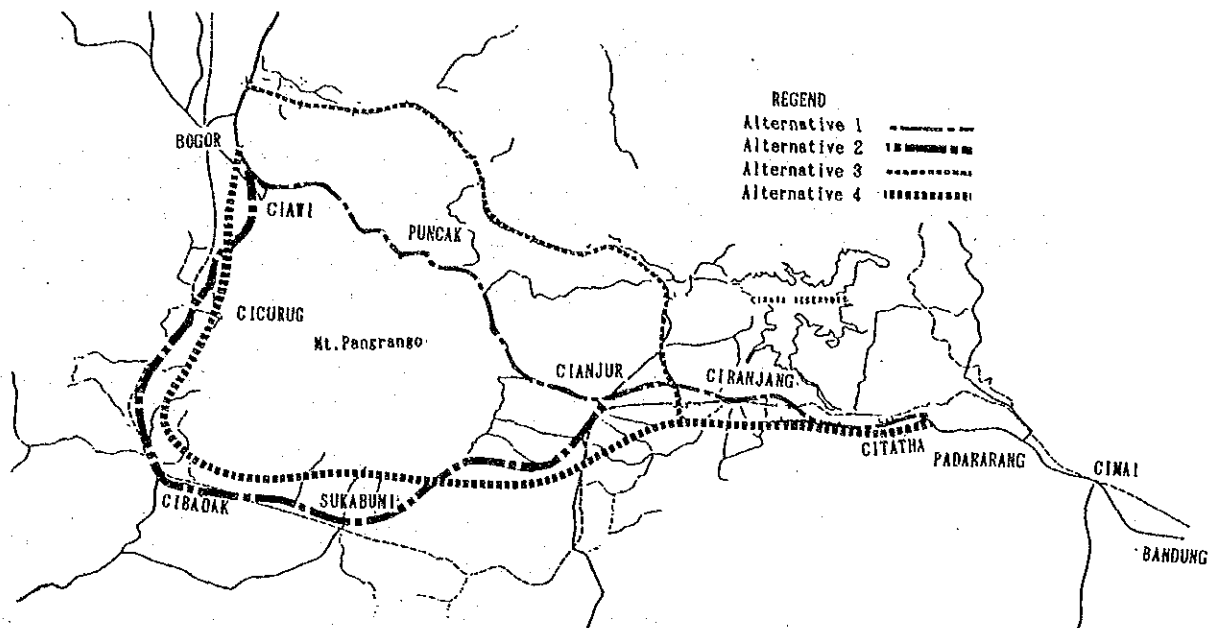 REGEND
Alternative 1
Alternative 2
Alternative 3
Alternative 4
BOGOR
CIAWI
PUNCAK
CICURUG
Mt.Pangrango
CIANJUR
CIRANJANG
CITATHA
PADARARANG
CIMAI
BANDUNG
CIBADAK
SUKABUMI